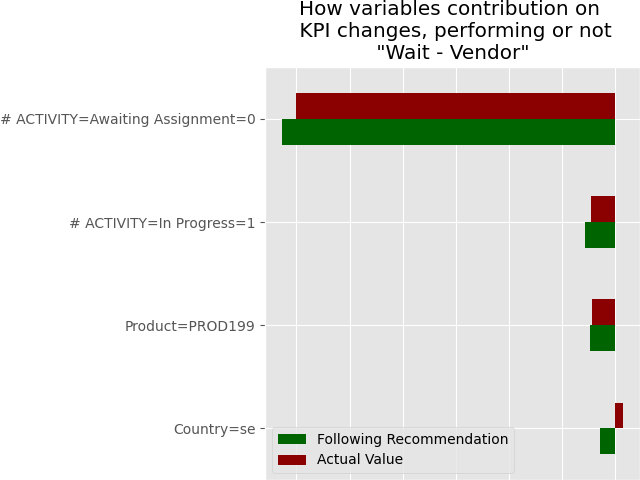 How variables contribution on
KPI changes, performing or not
"Wait - Vendor"
# ACTIVITY=Awaiting Assignment=0
# ACTIVITY=In Progress=1
Product=PROD199
Country=se
Following Recommendation
Actual Value